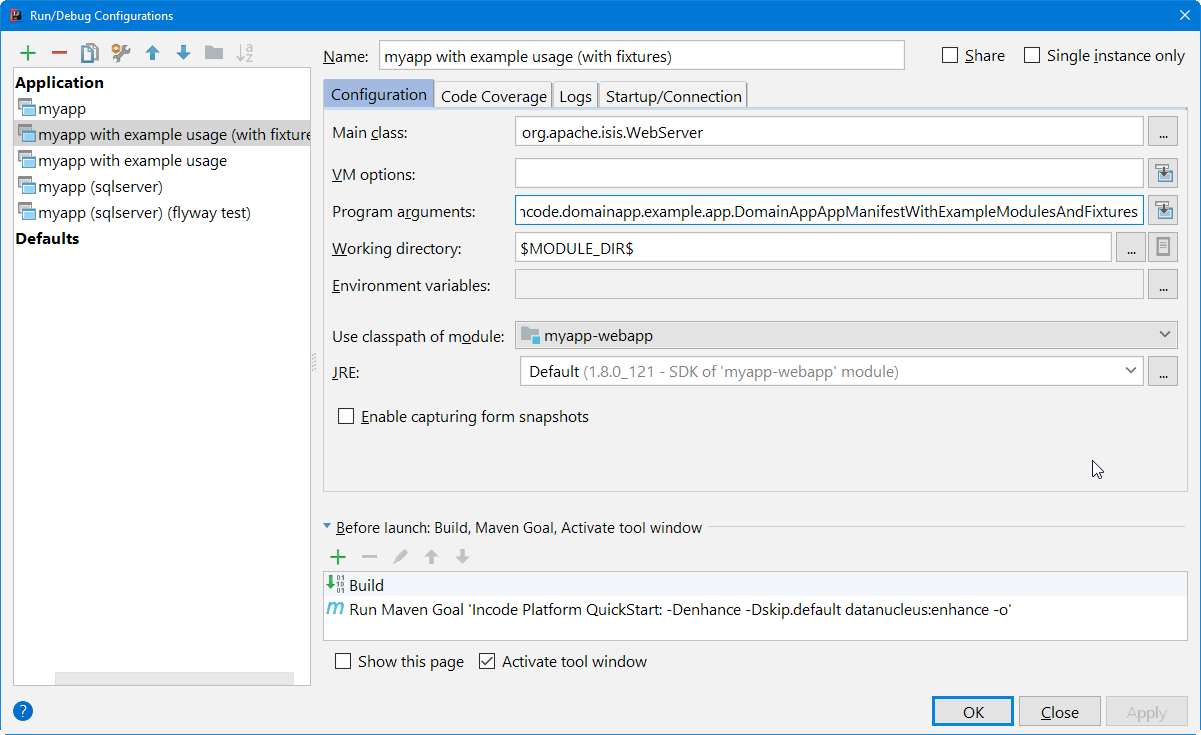 Run/Debug Configurations
Name: myapp with example usage (with fixtures) Share Single instance only
Application
myapp
myapp with example usage (with fixture
myapp with example usage
myapp (sqlserver)
myapp (sqlserver) (flyway test)
Defaults
Configuration Code Coverage Logs Startup/Connection
Main class: org.apache.isis.WebServer ...
VM options:
Program arguments: ncode.domainapp.example.app.DomainAppAppManifestWithExampleModulesAndFixtures
Working directory: $MODULE_DIR$ ...
Environment variables: ...
Use classpath of module: myapp-webapp
JRE: Default (1.8.0_121 - SDK of 'myapp-webapp' module) ...
Enable capturing form snapshots
Before launch: Build, Maven Goal, Activate tool window
Build
Run Maven Goal 'Incode Platform QuickStart: -Denhance -Dskip.default datanucleus:enhance -o'
Show this page Activate tool window
? OK Close Apply